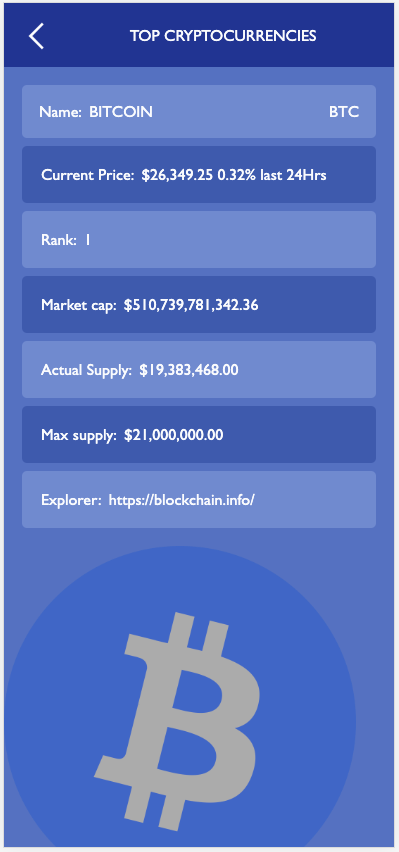 TOP CRYPTOCURRENCIES
Name: BITCOIN BTC
Current Price: $26,349.25 0.32% last 24Hrs
Rank: 1
Market cap: $510,739,781,342.36
Actual Supply: $19,383,468.00
Max supply: $21,000,000.00
Explorer: https://blockchain.info/